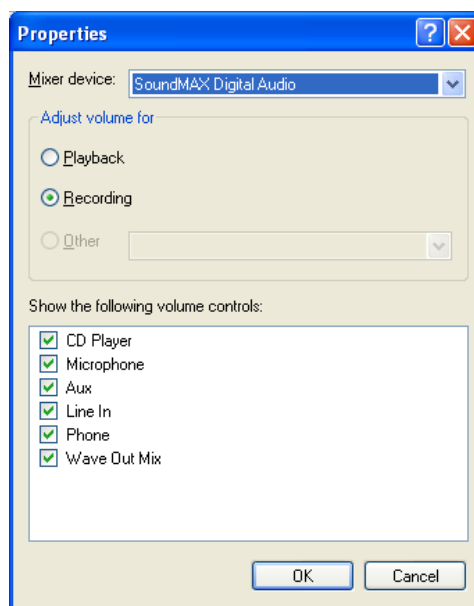 Properties
Mixer device: SoundMAX Digital Audio
Adjust volume for
Playback
Recording
Other
Show the following volume controls:
CD Player
Microphone
Aux
Line In
Phone
Wave Out Mix
OK Cancel